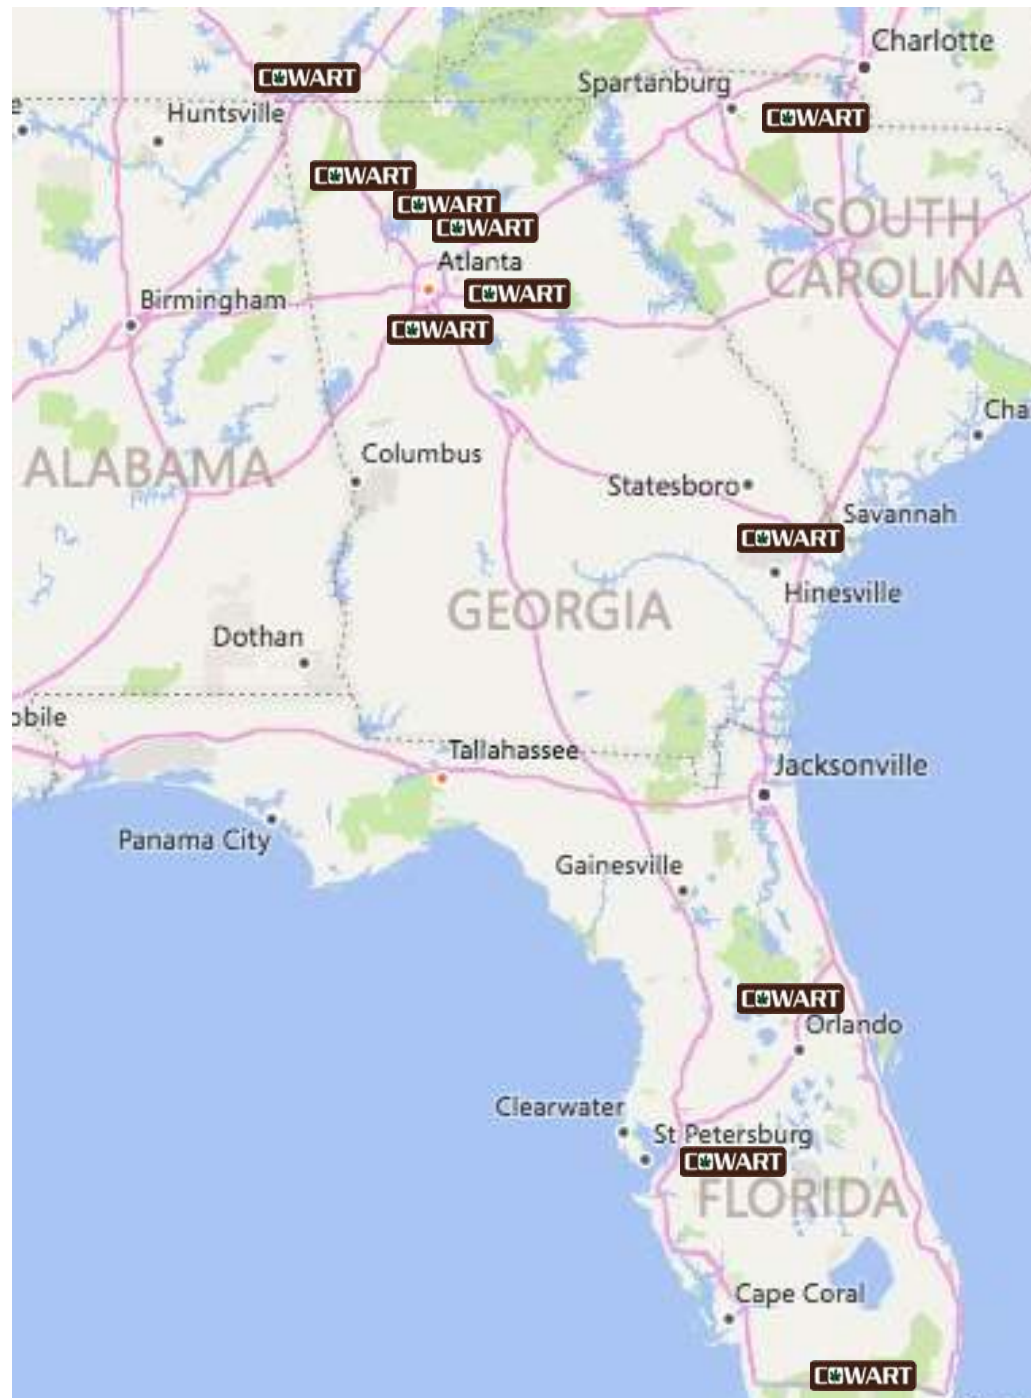 Charlotte
COWART
Spartanburg
Huntsville
COWART
e
COWART
COWART
SOUTH
COWART
CAROLINA
Atlanta
COWART
Birmingham
COWART
Cha
ALABAMA
Columbus
Statesboro
Savannah
COWART
Hinesville
GEORGIA
Dothan
obile
Tallahassee
Jacksonville
Panama City
Gainesville
COWART
Orlando
Clearwater
St Petersburg
COWART
FLORIDA
Cape Coral
COWART